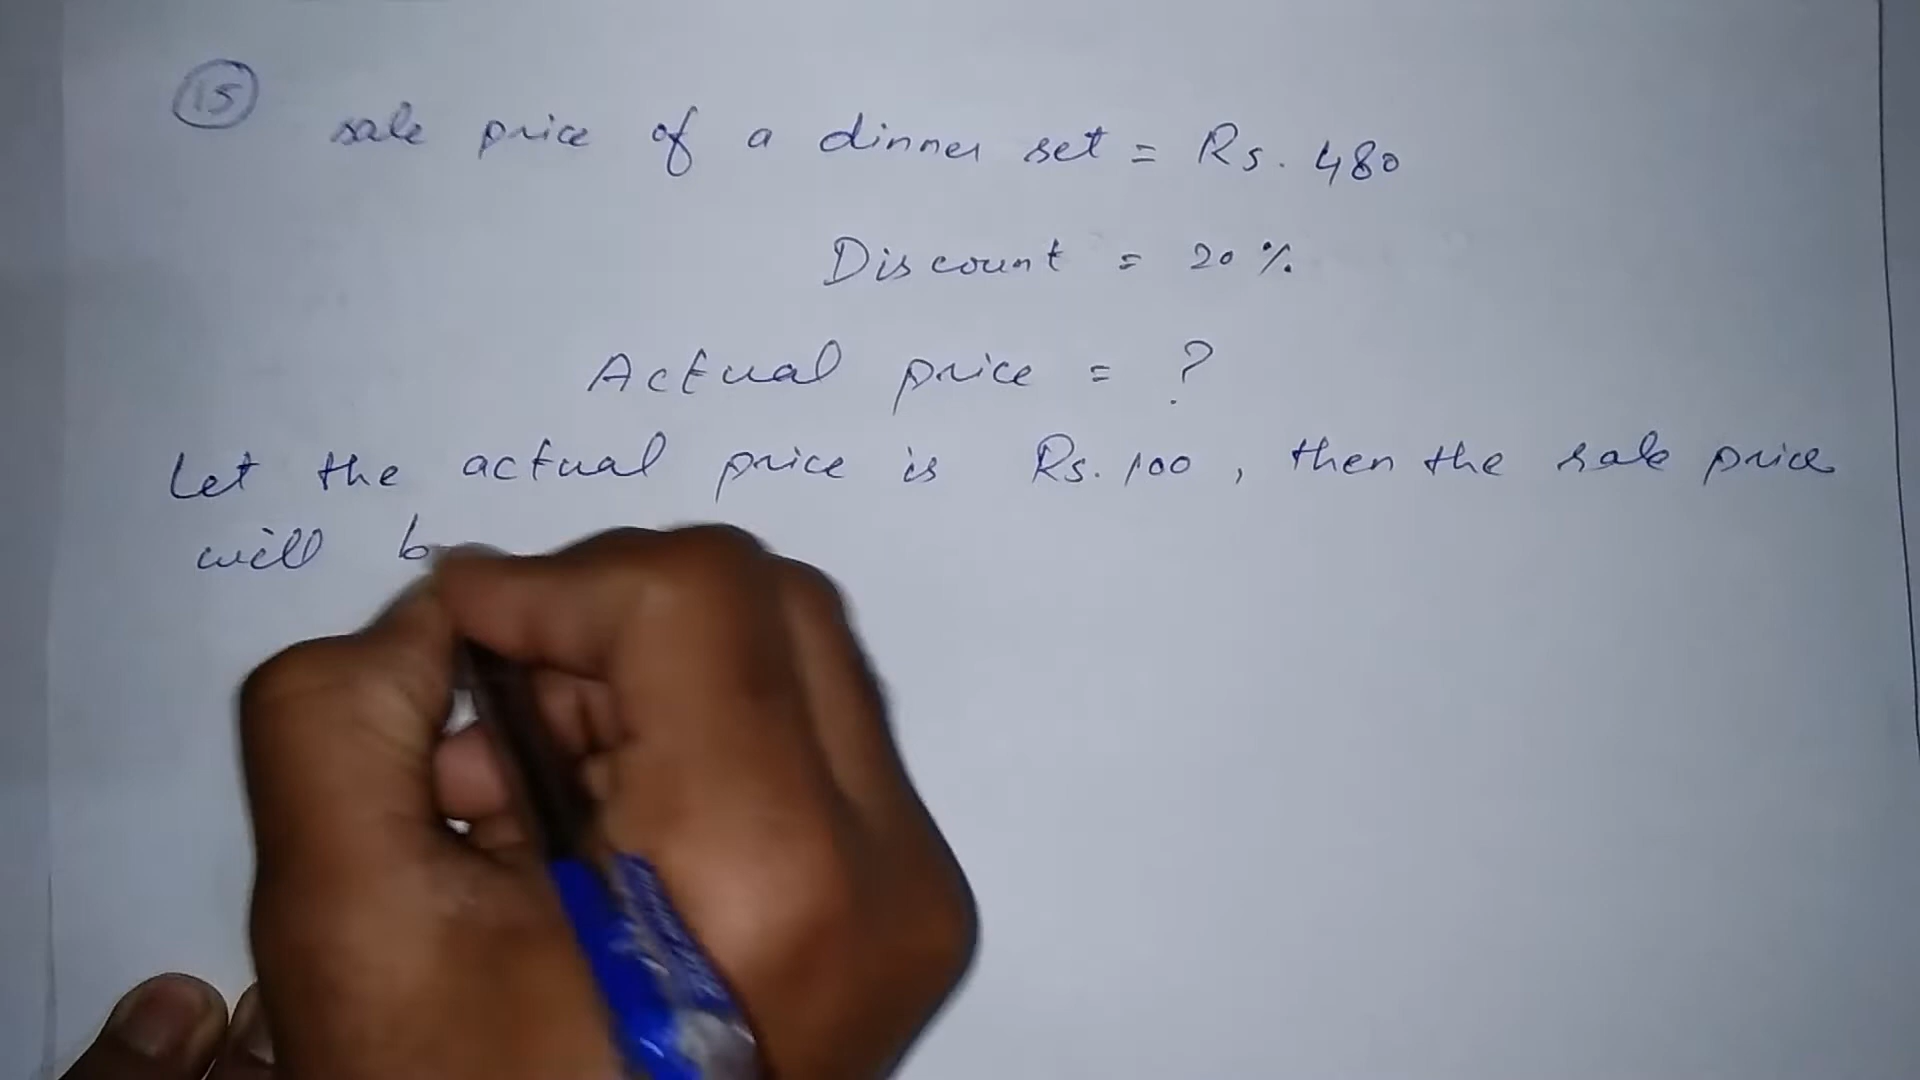 15
sale price of a dinner set = Rs. 480
Discount = 20 %.
Actual price = ?
Let the actual price is Rs. 100, then the sale price
will b